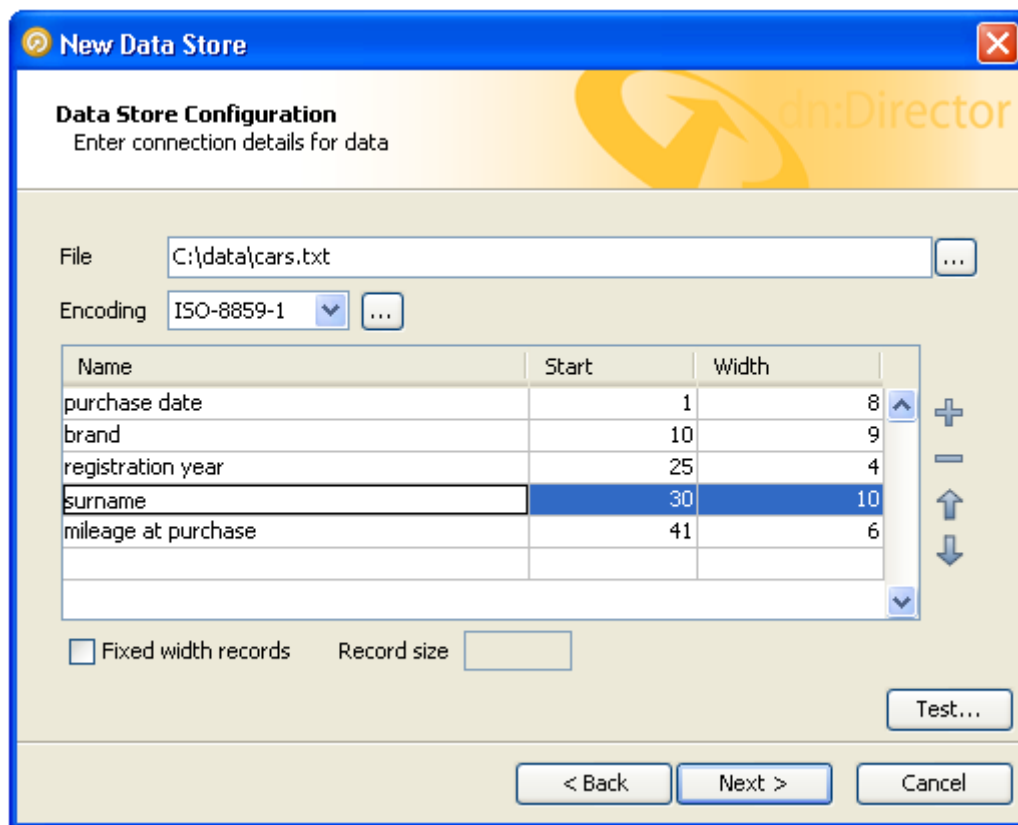 New Data Store
Data Store Configuration
Enter connection details for data
dn:Director
File C:\data\cars.txt ...
Encoding ISO-8859-1 ...
Name Start Width
purchase date 1 8
brand 10 9
registration year 25 4
surname 30 10
mileage at purchase 41 6
Fixed width records Record size
Test...
< Back Next > Cancel